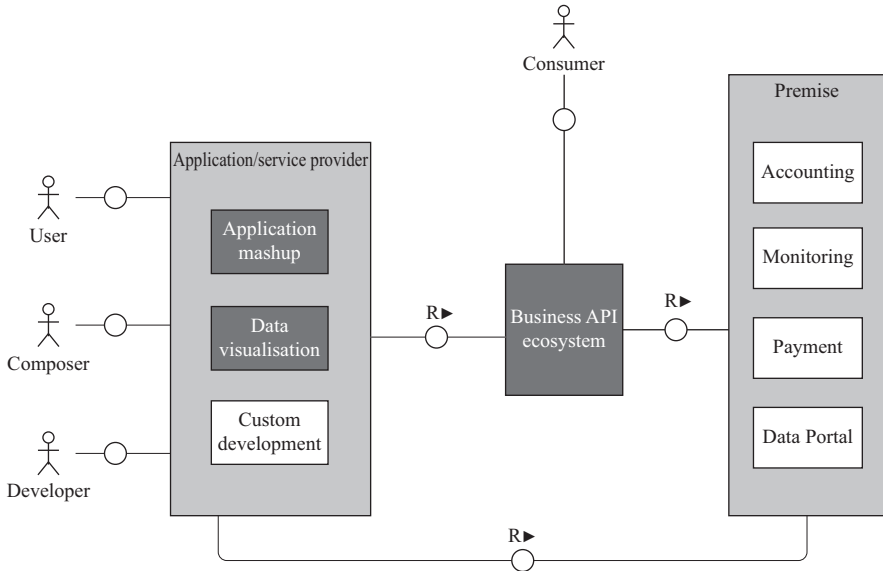 Consumer
Premise
Application/service provider
Accounting
User
Application
mashup
Monitoring
R►
R►
Business API
ecosystem
Composer
Data
visualisation
Payment
Custom
development
Data Portal
Developer
R►